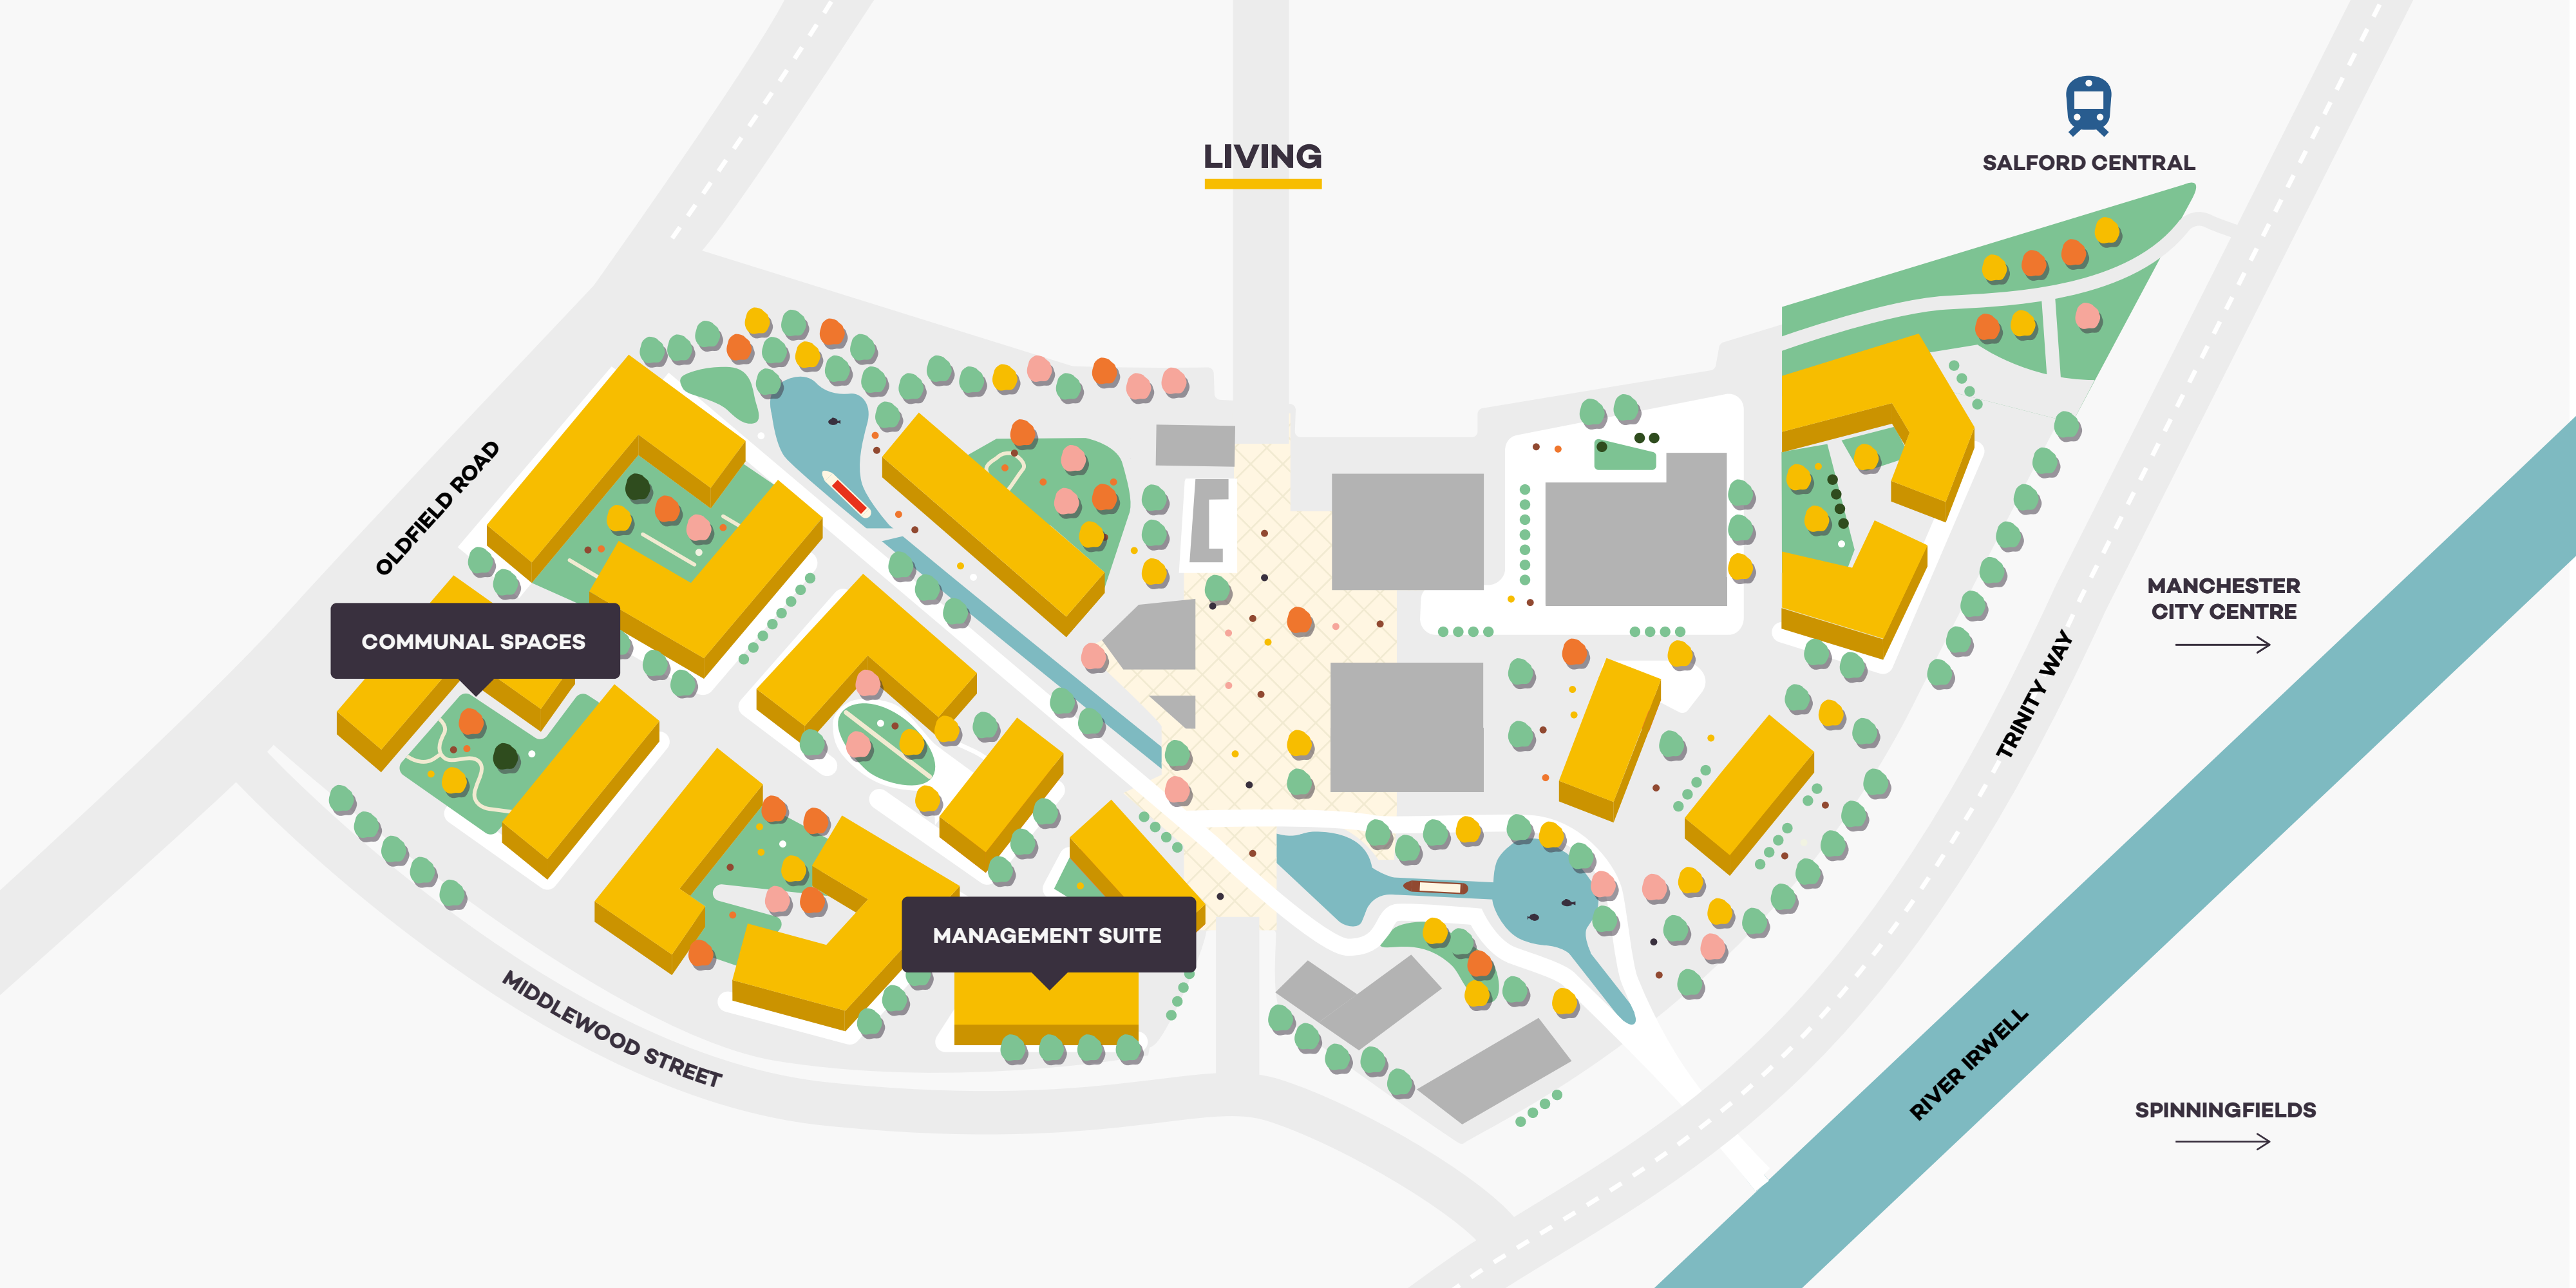 LIVING
SALFORD CENTRAL
OLDFIELD ROAD
COMMUNAL SPACES
MANCHESTER
CITY CENTRE
TRINITY WAY
MANAGEMENT SUITE
MIDDLEWOOD STREET
RIVER IRWELL
SPINNINGFIELDS